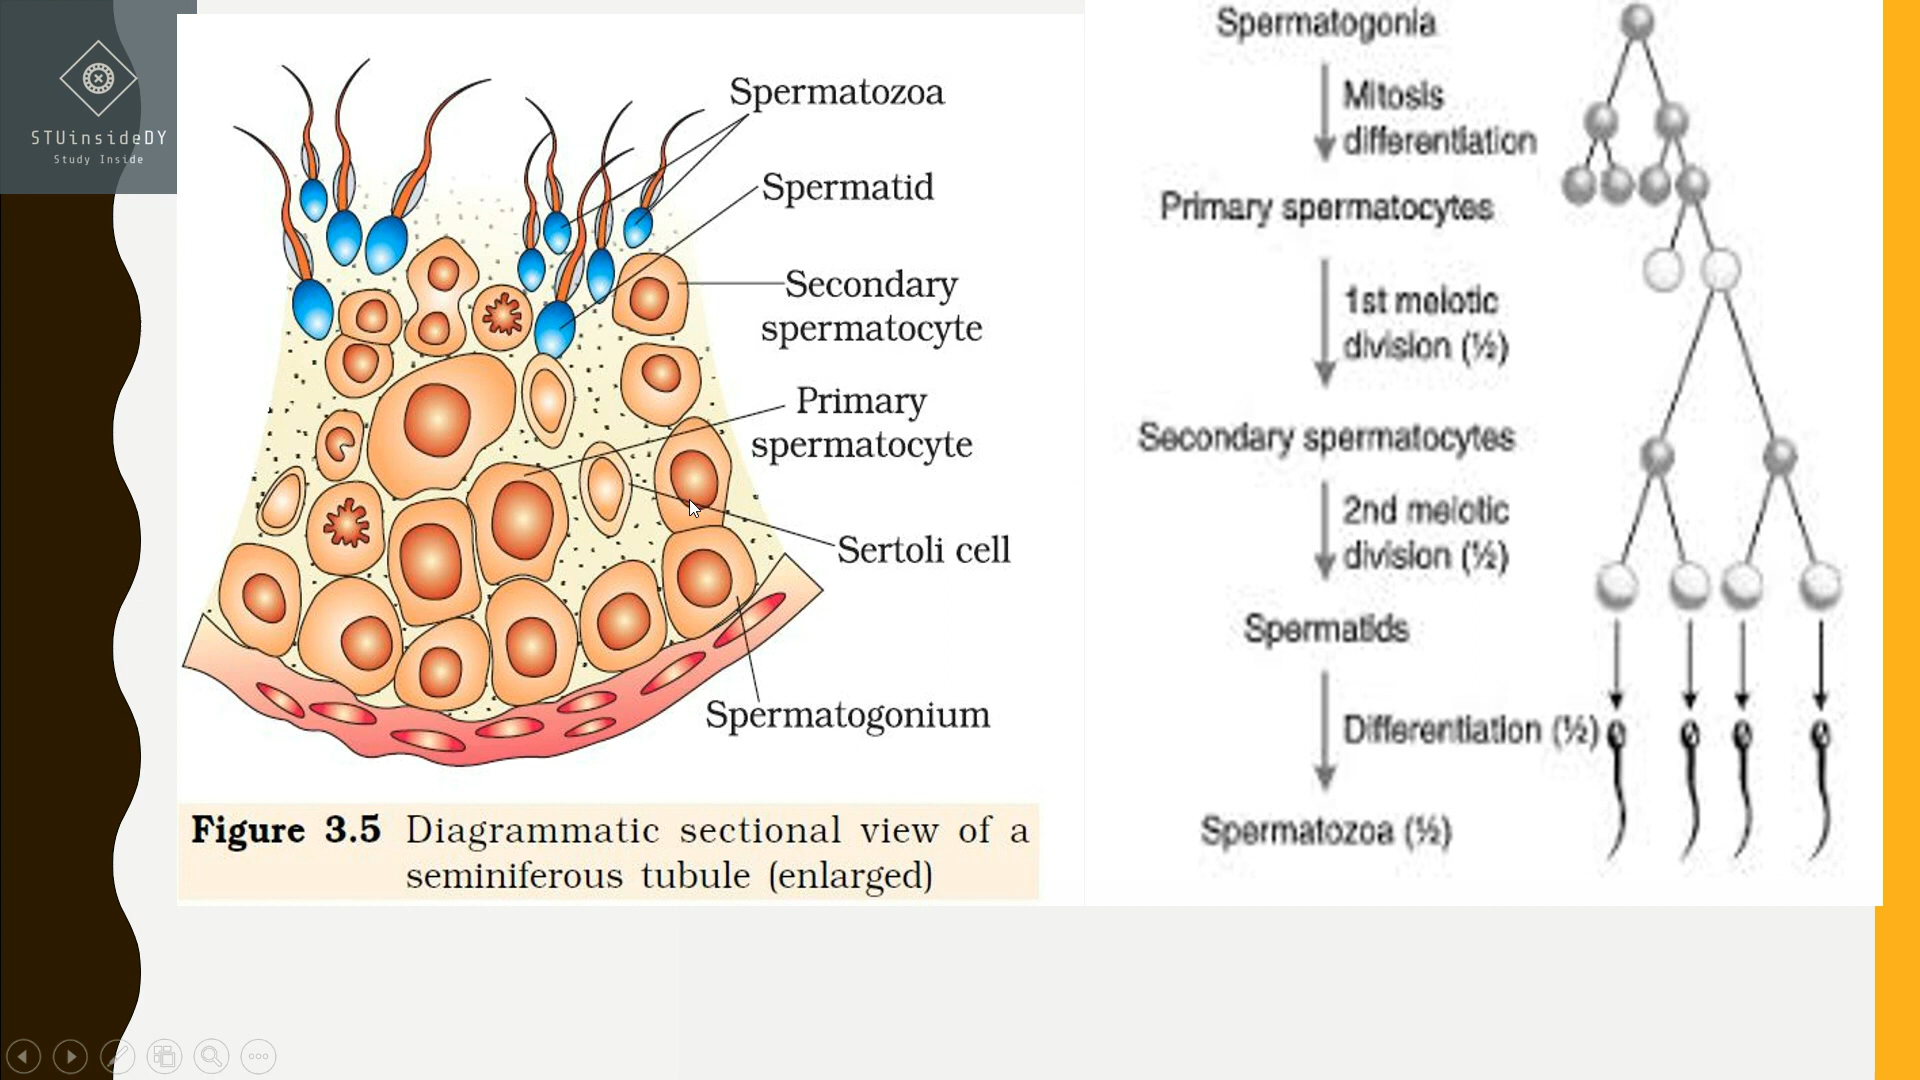 STUinsideDY
Study Inside
Spermatozoa
Spermatid
Secondary
spermatocyte
Primary
spermatocyte
Sertoli cell
Spermatogonium
Figure 3.5 Diagrammatic sectional view of a
seminiferous tubule (enlarged)
Spermatogonia
Mitosis
differentiation
Primary spermatocytes
1st meiotic
division (½)
Secondary spermatocytes
2nd meiotic
division (½)
Spermatids
Differentiation (½)
Spermatozoa (½)